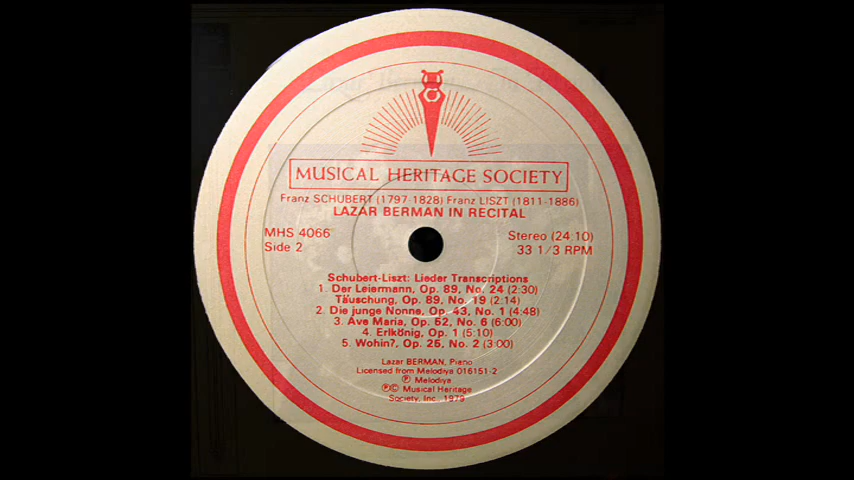 MUSICAL HERITAGE SOCIETY
Franz SCHUBERT (1797-1828) Franz LISZT (1811-1886)
LAZAR BERMAN IN RECITAL
MHS 4066
Side 2
Stereo (24:10)
33 1/3 RPM
Schubert-Liszt: Lieder Transcriptions
1. Der Leiermann, Op. 89, No. 24 (2:30)
Täuschung, Op. 89, No. 19 (2:14)
2. Die junge Nonne, Op. 43, No. 1 (4:48)
3. Ave Maria, Op. 52, No. 6 (6:00)
4. Erlkönig, Op. 1 (5:10)
5. Wohin?, Op. 25, No. 2 (3:00)
Lazar BERMAN, Piano
Licensed from Melodiya 016151-2
Ⓟ Melodiya
Ⓟ© Musical Heritage
Society, Inc. 1979